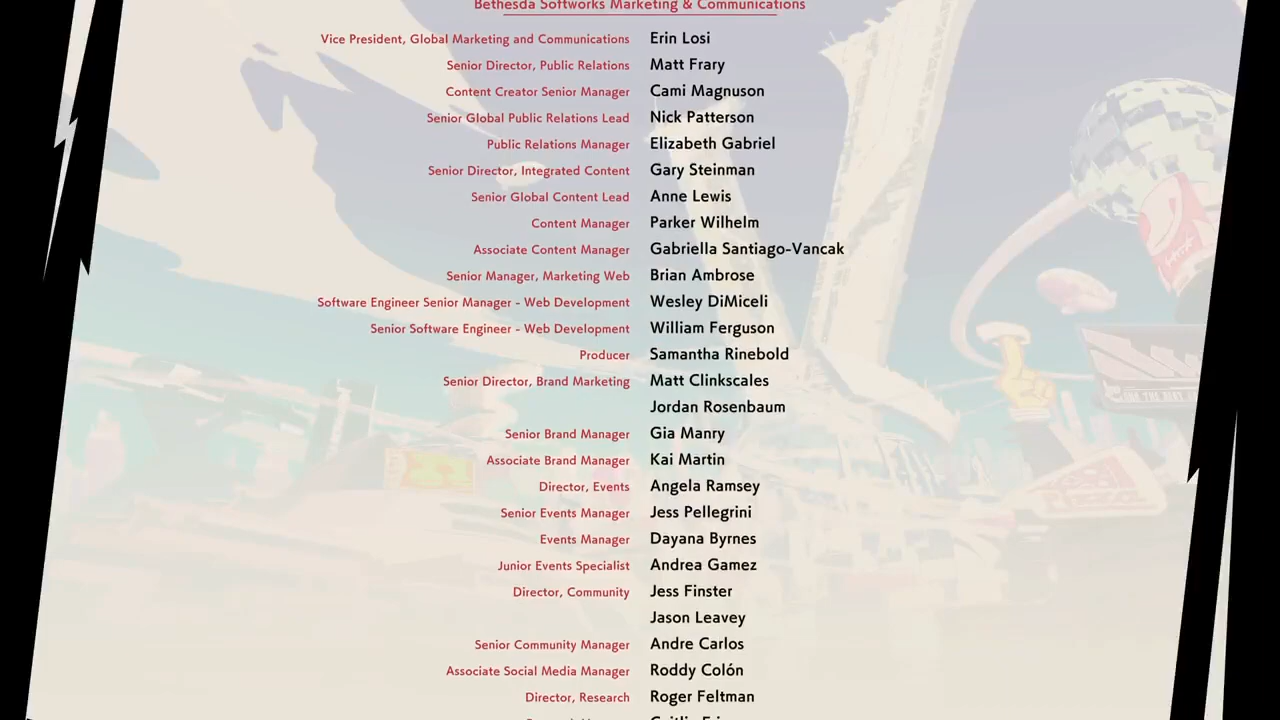 Bethesda Softworks Marketing & Communications
Vice President, Global Marketing and Communications Erin Losi
Senior Director, Public Relations Matt Frary
Content Creator Senior Manager Cami Magnuson
Senior Global Public Relations Lead Nick Patterson
Public Relations Manager Elizabeth Gabriel
Senior Director, Integrated Content Gary Steinman
Senior Global Content Lead Anne Lewis
Content Manager Parker Wilhelm
Associate Content Manager Gabriella Santiago-Vancak
Senior Manager, Marketing Web Brian Ambrose
Software Engineer Senior Manager - Web Development Wesley DiMiceli
Senior Software Engineer - Web Development William Ferguson
Producer Samantha Rinebold
Senior Director, Brand Marketing Matt Clinkscales
Jordan Rosenbaum
Senior Brand Manager Gia Manry
Associate Brand Manager Kai Martin
Director, Events Angela Ramsey
Senior Events Manager Jess Pellegrini
Events Manager Dayana Byrnes
Junior Events Specialist Andrea Gamez
Director, Community Jess Finster
Jason Leavey
Senior Community Manager Andre Carlos
Associate Social Media Manager Roddy Colón
Director, Research Roger Feltman